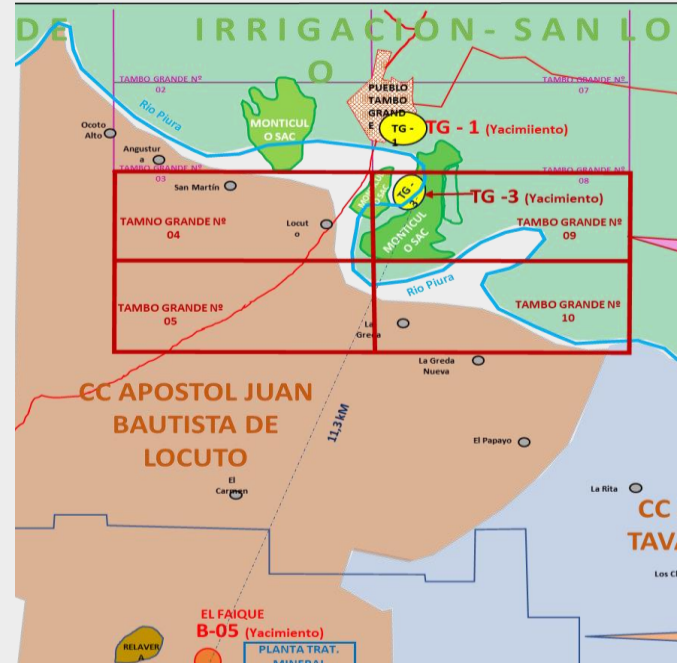 DE IRRIGACION- SAN LO
O
TAMBO GRANDE Nº
02
TAMBO GRANDE Nº
07
PUEBLO
TAMBO
GRAND
E
Rio Piura
MONTICUL
O SAC
TG -
1
TG - 1 (Yacimiiento)
Ocoto
Alto
Angustur
a
TAMBO GRANDE Nº
03
TAMBO GRANDE Nº
08
San Martín
TG -
3
TG -3 (Yacimiento)
TAMNO GRANDE Nº
04
Locut
o
MONTICUL
O SAC
TAMBO GRANDE Nº
09
Rio Piura
TAMBO GRANDE Nº
05
TAMBO GRANDE Nº
10
La
Greda
La Greda
Nueva
CC APOSTOL JUAN
BAUTISTA DE
LOCUTO
11,3 kM
El Papayo
El
Carmen
La Rita
CC
TAVA
Los Cl
EL FAIQUE
B-05 (Yacimiento)
RELAVER
A
PLANTA TRAT.
MINERAL